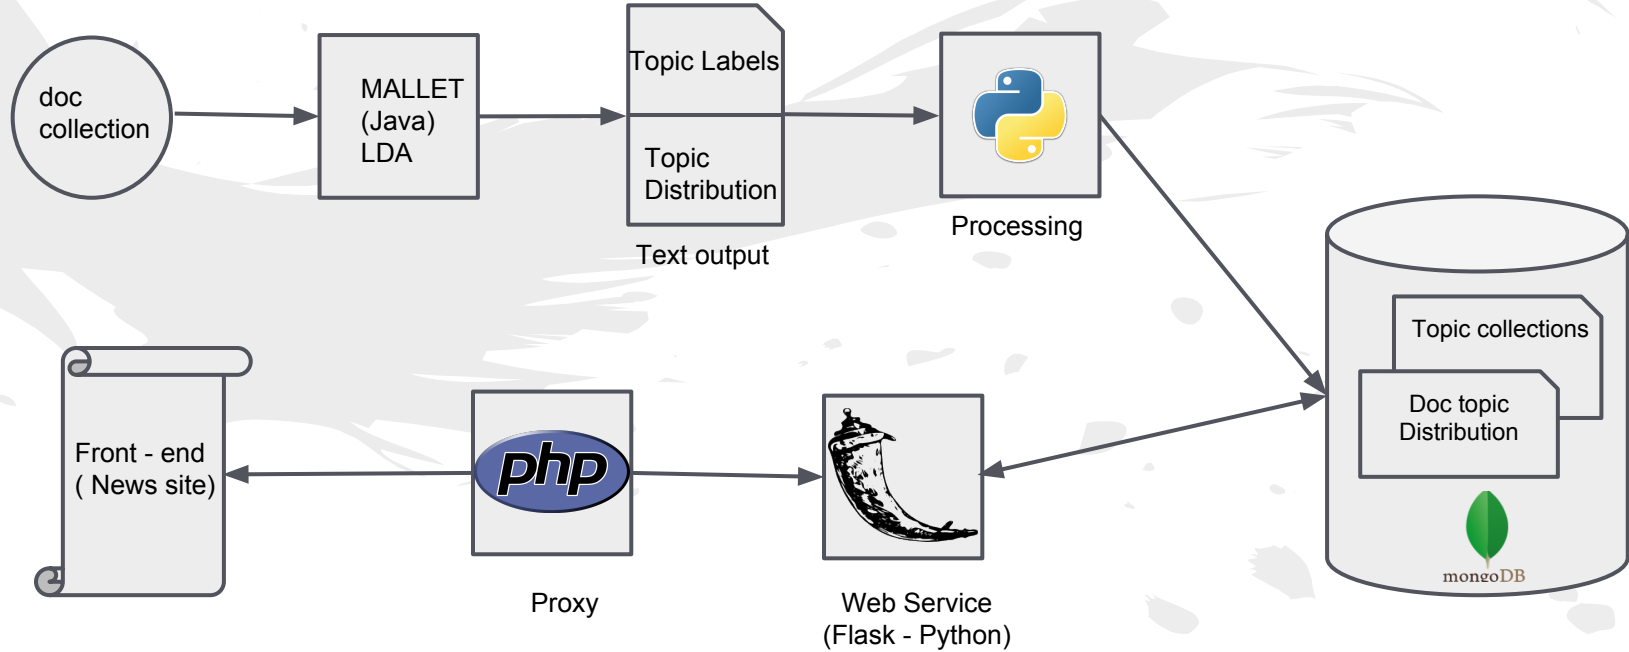 doc
collection
MALLET
(Java)
LDA
Topic Labels
Topic
Distribution
Text output
Processing
Topic collections
Doc topic
Distribution
mongoDB
Front - end
( News site)
php
Proxy
Web Service
(Flask - Python)